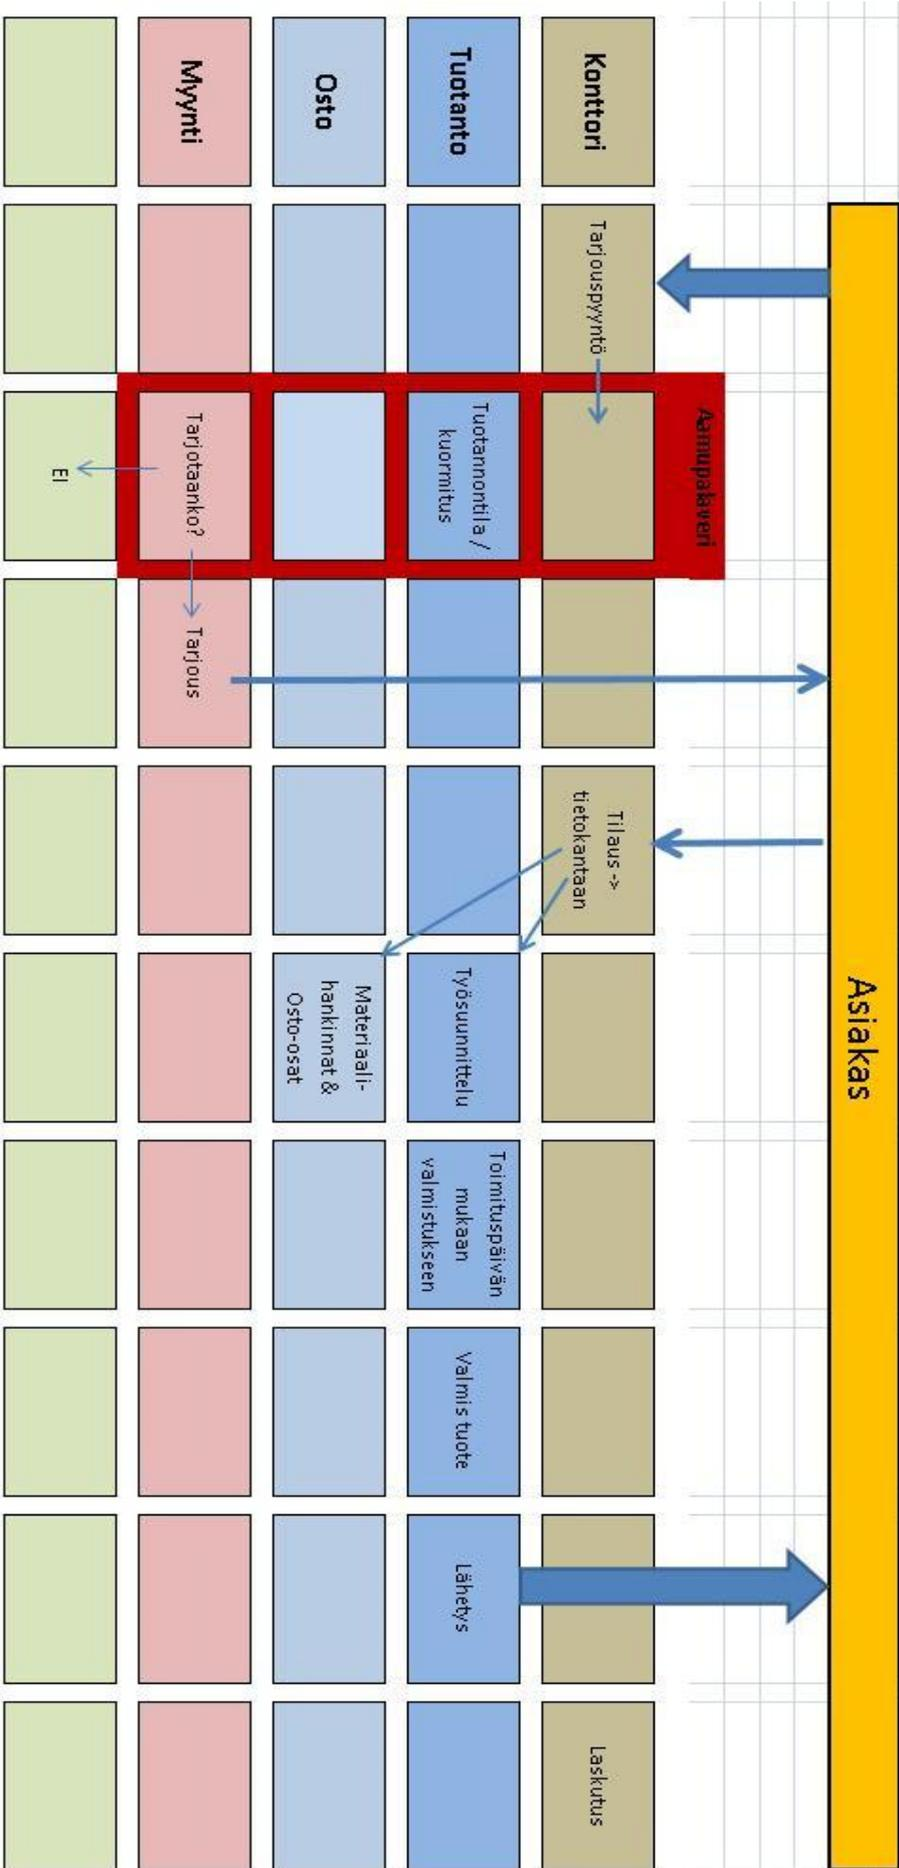 Asiakas
Aamupalaveri
Konttori
Tarjouspyyntö
Tilaus ->
tietokantaan
Laskutus
Tuotanto
Tuotannontila /
kuormitus
Työsuunnittelu
Toimituspäivän
mukaan
valmistukseen
Valmis tuote
Lähetys
Osto
Materiaali-
hankinnat &
Osto-osat
Myynti
Tarjotaanko?
Tarjous
EI